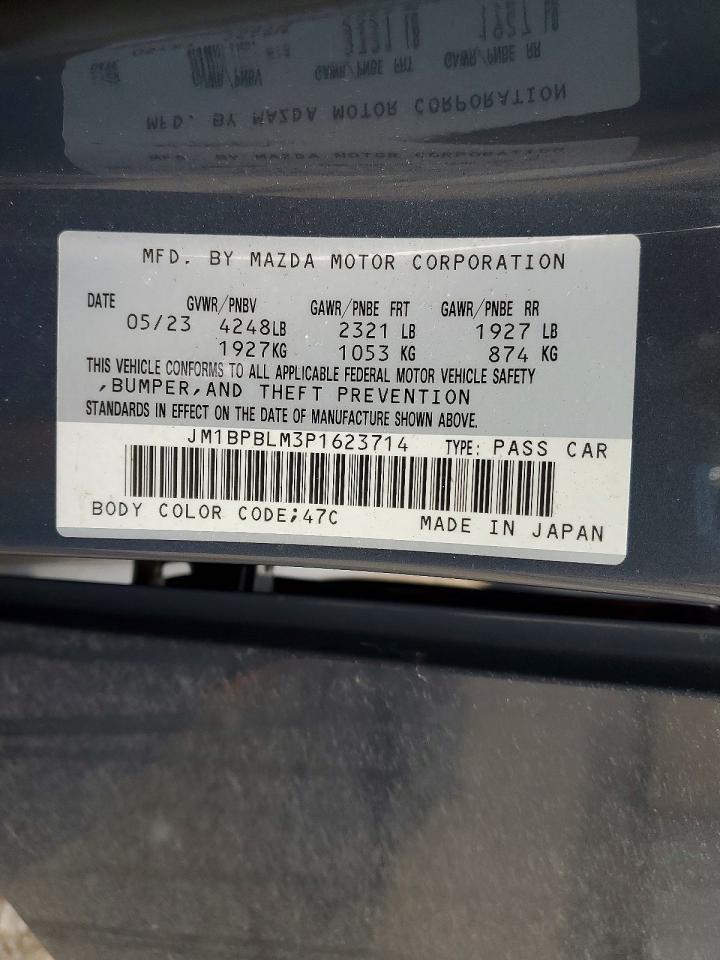 MFD. BY MAZDA MOTOR CORPORATION
DATE GVWR/PNBV GAWR/PNBE FRT GAWR/PNBE RR
05/23 4248LB 2321 LB 1927 LB
1927KG 1053 KG 874 KG
THIS VEHICLE CONFORMS TO ALL APPLICABLE FEDERAL MOTOR VEHICLE SAFETY
,BUMPER,AND THEFT PREVENTION
STANDARDS IN EFFECT ON THE DATE OF MANUFACTURE SHOWN ABOVE.
JM1BPBLM3P1623714 TYPE: PASS CAR
BODY COLOR CODE;47C MADE IN JAPAN